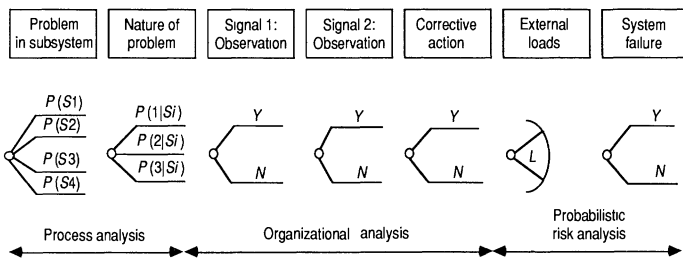 Problem
in subsystem
Nature of
problem
Signal 1:
Observation
Signal 2:
Observation
Corrective
action
External
loads
System
failure
P(S1)
P(S2)
P(S3)
P(S4)
P(1|Si)
P(2|Si)
P(3|Si)
Y
N
Y
N
Y
N
L
Y
N
Process analysis
Organizational analysis
Probabilistic
risk analysis